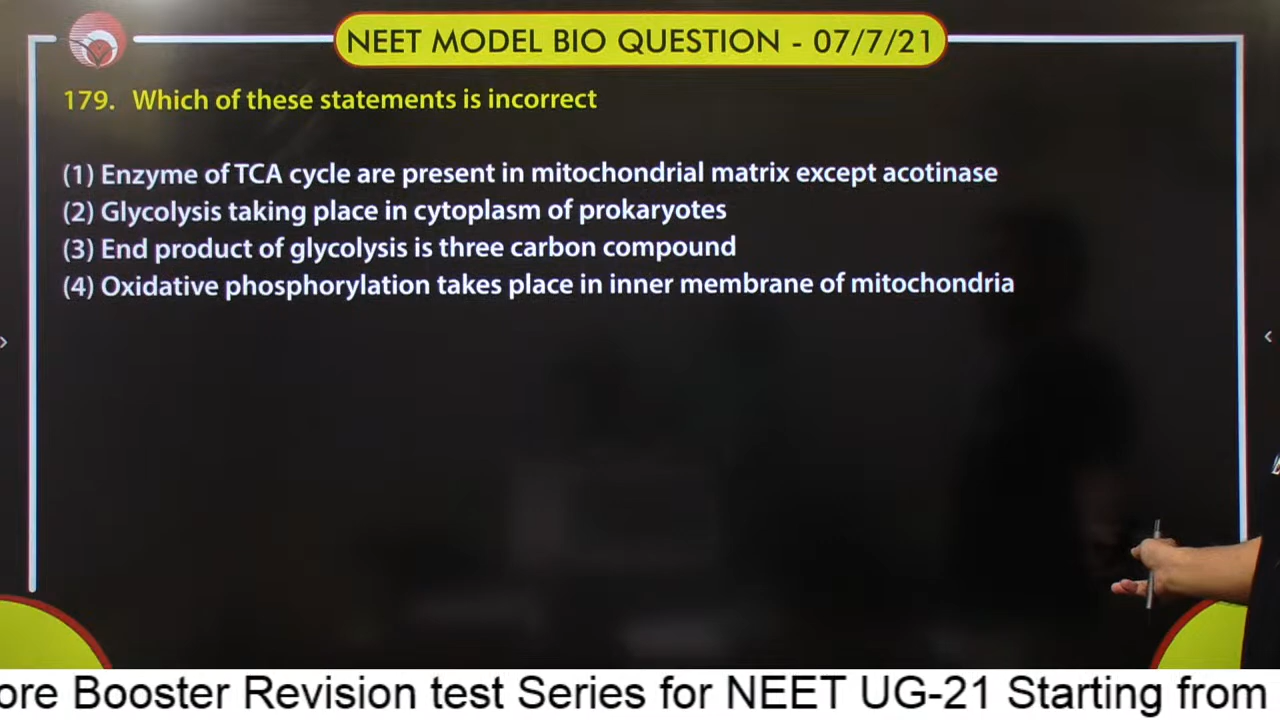 NEET MODEL BIO QUESTION - 07/7/21
179. Which of these statements is incorrect
(1) Enzyme of TCA cycle are present in mitochondrial matrix except acotinase
(2) Glycolysis taking place in cytoplasm of prokaryotes
(3) End product of glycolysis is three carbon compound
(4) Oxidative phosphorylation takes place in inner membrane of mitochondria
ore Booster Revision test Series for NEET UG-21 Starting from